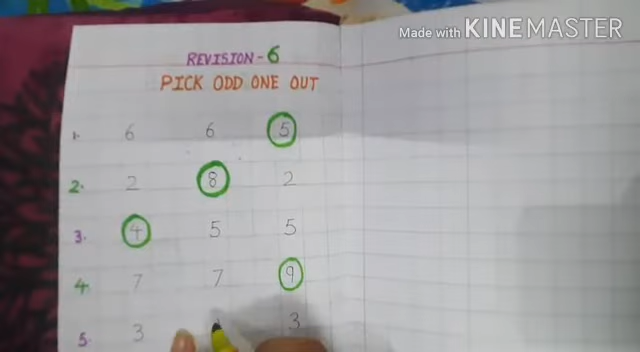 Made with KINEMASTER
REVISION-6
PICK ODD ONE OUT
1. 6 6 5
2. 2 8 2
3. 4 5 5
4. 7 7 9
5. 3 3